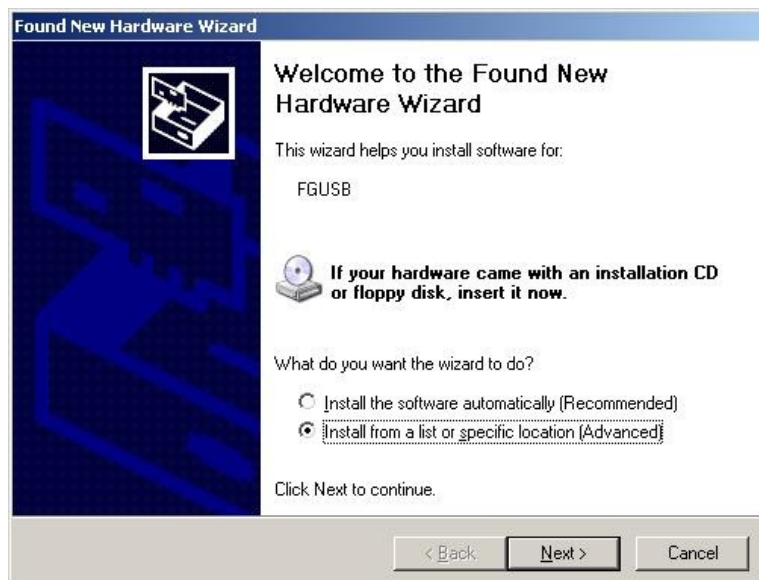 Found New Hardware Wizard
Welcome to the Found New
Hardware Wizard
This wizard helps you install software for:
FGUSB
If your hardware came with an installation CD
or floppy disk, insert it now.
What do you want the wizard to do?
Install the software automatically (Recommended)
Install from a list or specific location (Advanced)
Click Next to continue.
< Back
Next >
Cancel